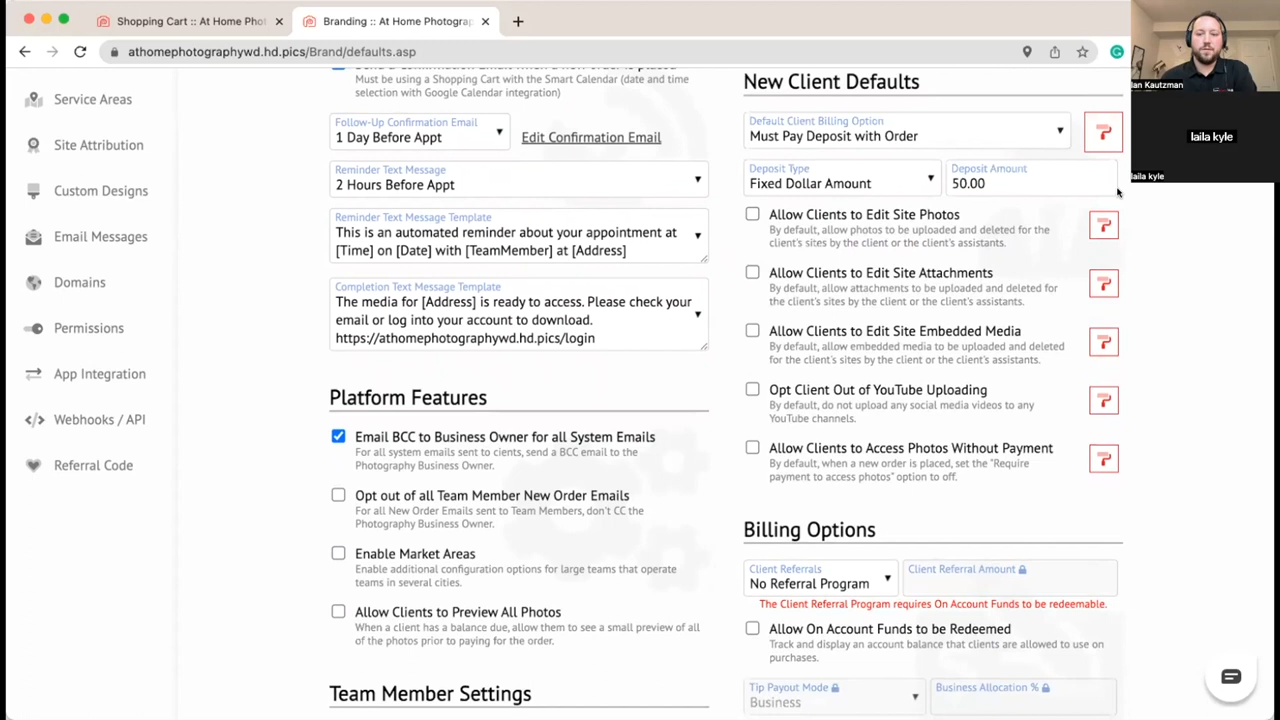 Shopping Cart :: At Home Phot
Branding :: At Home Photograp
athomephotographywd.hd.pics/Brand/defaults.asp
Kautzman
laila kyle
laila kyle
Service Areas
Site Attribution
Custom Designs
Email Messages
Domains
Permissions
App Integration
Webhooks / API
Referral Code
Must be using a Shopping Cart with the Smart Calendar (date and time
selection with Google Calendar integration)
Follow-Up Confirmation Email
1 Day Before Appt
Edit Confirmation Email
Reminder Text Message
2 Hours Before Appt
Reminder Text Message Template
This is an automated reminder about your appointment at
[Time] on [Date] with [TeamMember] at [Address]
Completion Text Message Template
The media for [Address] is ready to access. Please check your
email or log into your account to download.
https://athomephotographywd.hd.pics/login
Platform Features
Email BCC to Business Owner for all System Emails
For all system emails sent to cients, send a BCC email to the
Photography Business Owner.
Opt out of all Team Member New Order Emails
For all New Order Emails sent to Team Members, don't CC the
Photography Business Owner.
Enable Market Areas
Enable additional configuration options for large teams that operate
teams in several cities.
Allow Clients to Preview All Photos
When a client has a balance due, allow them to see a small preview of all
of the photos prior to paying for the order.
Team Member Settings
New Client Defaults
Default Client Billing Option
Must Pay Deposit with Order
Deposit Type
Fixed Dollar Amount
Deposit Amount
50.00
Allow Clients to Edit Site Photos
By default, allow photos to be uploaded and deleted for the
client's sites by the client or the client's assistants.
Allow Clients to Edit Site Attachments
By default, allow attachments to be uploaded and deleted for
the client's sites by the client or the client's assistants.
Allow Clients to Edit Site Embedded Media
By default, allow embedded media to be uploaded and deleted
for the client's sites by the client or the client's assistants.
Opt Client Out of YouTube Uploading
By default, do not upload any social media videos to any
YouTube channels.
Allow Clients to Access Photos Without Payment
By default, when a new order is placed, set the "Require
payment to access photos" option to off.
Billing Options
Client Referrals
No Referral Program
Client Referral Amount
The Client Referral Program requires On Account Funds to be redeemable.
Allow On Account Funds to be Redeemed
Track and display an account balance that clients are allowed to use on
purchases.
Tip Payout Mode
Business
Business Allocation %